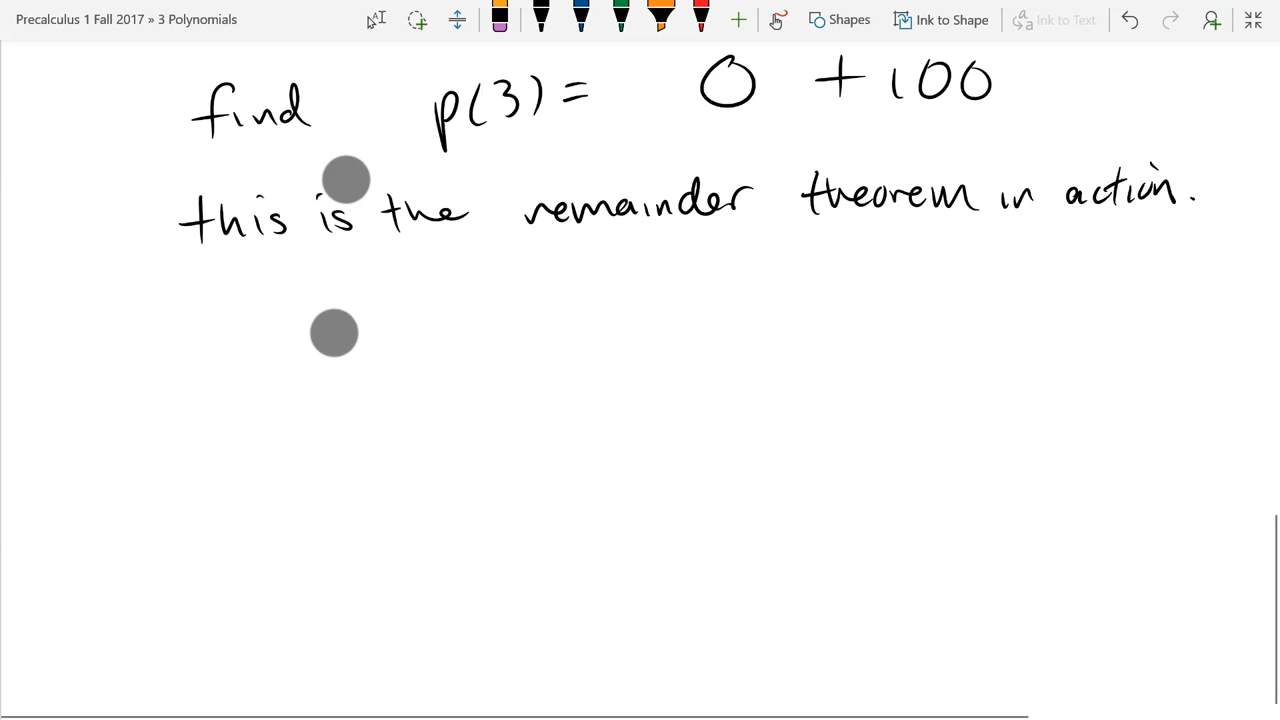 Precalculus 1 Fall 2017 » 3 Polynomials
Shapes
Ink to Shape
Ink to Text
find p(3) = 0 + 100
this is the remainder theorem in action.